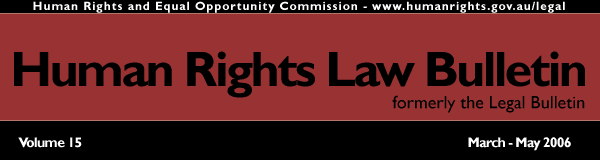 Human Rights and Equal Opportunity Commission - www.humanrights.gov.au/legal
Human Rights Law Bulletin
formerly the Legal Bulletin
Volume 15 March - May 2006